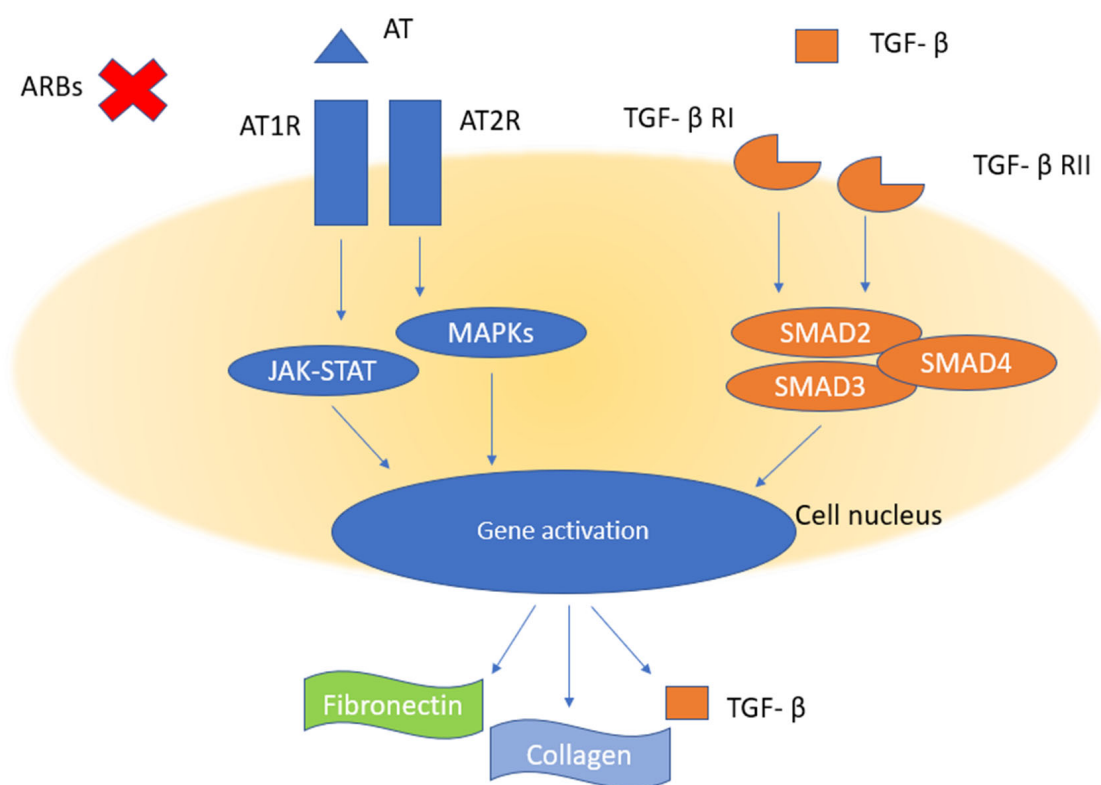 AT
TGF- β
ARBs
AT1R
AT2R
TGF- β RI
TGF- β RII
MAPKs
JAK-STAT
SMAD2
SMAD4
SMAD3
Cell nucleus
Gene activation
Fibronectin
TGF- β
Collagen